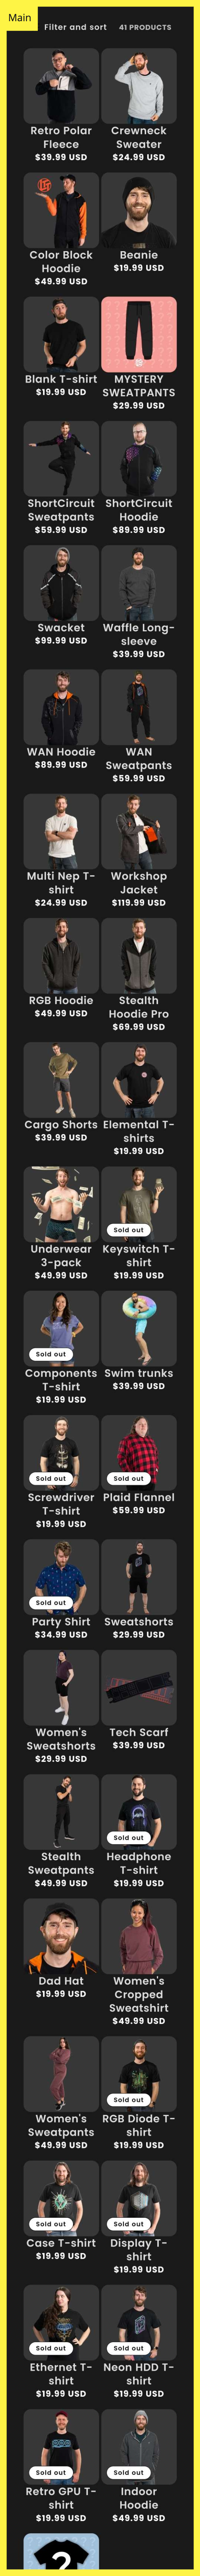 Main
Filter and sort 41 PRODUCTS
Retro Polar
Fleece
$39.99 USD
Crewneck
Sweater
$24.99 USD
Color Block
Hoodie
$49.99 USD
Beanie
$19.99 USD
Blank T-shirt
$19.99 USD
MYSTERY
SWEATPANTS
$29.99 USD
ShortCircuit
Sweatpants
$59.99 USD
ShortCircuit
Hoodie
$89.99 USD
Swacket
$99.99 USD
Waffle Long-
sleeve
$39.99 USD
WAN Hoodie
$89.99 USD
WAN
Sweatpants
$59.99 USD
Multi Nep T-
shirt
$24.99 USD
Workshop
Jacket
$119.99 USD
RGB Hoodie
$49.99 USD
Stealth
Hoodie Pro
$69.99 USD
Cargo Shorts
$39.99 USD
Elemental T-
shirts
$19.99 USD
Underwear
3-pack
$49.99 USD
Sold out
Keyswitch T-
shirt
$19.99 USD
Sold out
Components
T-shirt
$19.99 USD
Swim trunks
$39.99 USD
Sold out
Screwdriver
T-shirt
$19.99 USD
Sold out
Plaid Flannel
$59.99 USD
Sold out
Party Shirt
$34.99 USD
Sweatshorts
$29.99 USD
Women's
Sweatshorts
$29.99 USD
Tech Scarf
$39.99 USD
Stealth
Sweatpants
$49.99 USD
Sold out
Headphone
T-shirt
$19.99 USD
Dad Hat
$19.99 USD
Women's
Cropped
Sweatshirt
$49.99 USD
Women's
Sweatpants
$49.99 USD
Sold out
RGB Diode T-
shirt
$19.99 USD
Sold out
Case T-shirt
$19.99 USD
Sold out
Display T-
shirt
$19.99 USD
Sold out
Ethernet T-
shirt
$19.99 USD
Sold out
Neon HDD T-
shirt
$19.99 USD
Sold out
Retro GPU T-
shirt
$19.99 USD
Sold out
Indoor
Hoodie
$49.99 USD
?